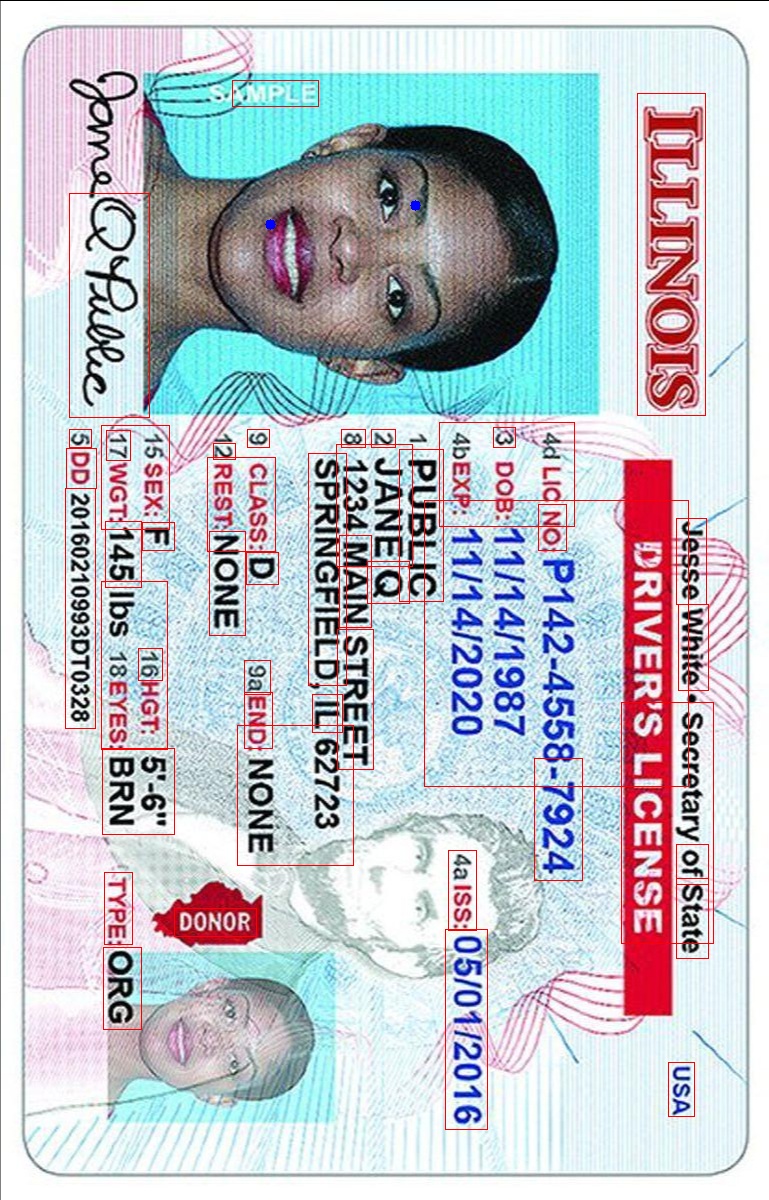 ILLINOIS
Jesse White • Secretary of State
USA
DRIVER'S LICENSE
SAMPLE
4d LIC NO: P142-4558-7924
3 DOB: 11/14/1987
4b EXP: 11/14/2020
4a ISS: 05/01/2016
1 PUBLIC
2 JANE Q
8 1234 MAIN STREET
SPRINGFIELD, IL 62723
9 CLASS: D
9a END: NONE
12 REST: NONE
DONOR
15 SEX: F
16 HGT: 5'-6"
17 WGT: 145 lbs
18 EYES: BRN
TYPE: ORG
5 DD 20160210993DT0328
Jane Q Public